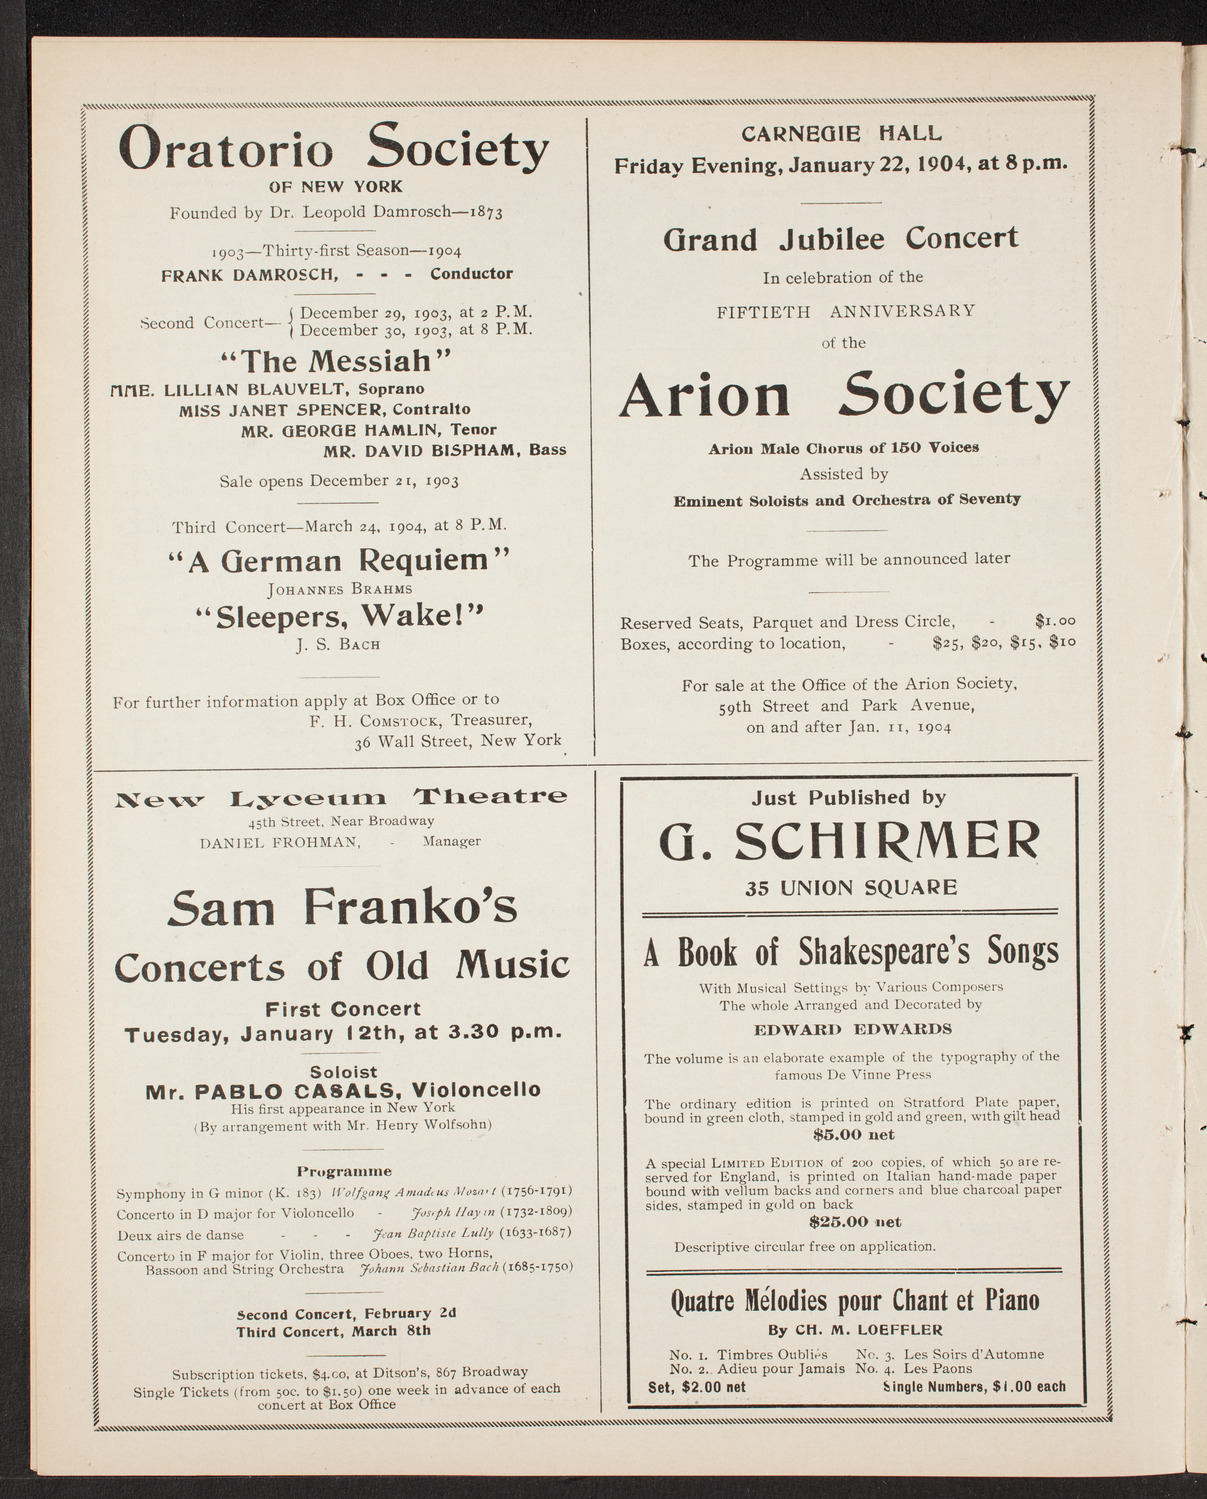 Oratorio Society
OF NEW YORK
Founded by Dr. Leopold Damrosch—1873
1903—Thirty-first Season—1904
FRANK DAMROSCH, - - - Conductor
Second Concert— { December 29, 1903, at 2 P.M.
December 30, 1903, at 8 P.M.
"The Messiah"
MME. LILLIAN BLAUVELT, Soprano
MISS JANET SPENCER, Contralto
MR. GEORGE HAMLIN, Tenor
MR. DAVID BISPHAM, Bass
Sale opens December 21, 1903
Third Concert—March 24, 1904, at 8 P.M.
"A German Requiem"
JOHANNES BRAHMS
"Sleepers, Wake!"
J. S. BACH
For further information apply at Box Office or to
F. H. COMSTOCK, Treasurer,
36 Wall Street, New York
CARNEGIE HALL
Friday Evening, January 22, 1904, at 8 p.m.
Grand Jubilee Concert
In celebration of the
FIFTIETH ANNIVERSARY
of the
Arion Society
Arion Male Chorus of 150 Voices
Assisted by
Eminent Soloists and Orchestra of Seventy
The Programme will be announced later
Reserved Seats, Parquet and Dress Circle, - $1.00
Boxes, according to location, - $25, $20, $15, $10
For sale at the Office of the Arion Society,
59th Street and Park Avenue,
on and after Jan. 11, 1904
New Lyceum Theatre
45th Street, Near Broadway
DANIEL FROHMAN, - Manager
Sam Franko's
Concerts of Old Music
First Concert
Tuesday, January 12th, at 3.30 p.m.
Soloist
Mr. PABLO CASALS, Violoncello
His first appearance in New York
(By arrangement with Mr. Henry Wolfsohn)
Programme
Symphony in G minor (K. 183) Wolfgang Amadeus Mozart (1756-1791)
Concerto in D major for Violoncello - Joseph Haydn (1732-1809)
Deux airs de danse - - - Jean Baptiste Lully (1633-1687)
Concerto in F major for Violin, three Oboes, two Horns,
Bassoon and String Orchestra Johann Sebastian Bach (1685-1750)
Second Concert, February 2d
Third Concert, March 8th
Subscription tickets, $4.00, at Ditson's, 867 Broadway
Single Tickets (from 50c. to $1.50) one week in advance of each
concert at Box Office
Just Published by
G. SCHIRMER
35 UNION SQUARE
A Book of Shakespeare's Songs
With Musical Settings by Various Composers
The whole Arranged and Decorated by
EDWARD EDWARDS
The volume is an elaborate example of the typography of the
famous De Vinne Press
The ordinary edition is printed on Stratford Plate paper,
bound in green cloth, stamped in gold and green, with gilt head
$5.00 net
A special LIMITED EDITION of 200 copies, of which 50 are re-
served for England, is printed on Italian hand-made paper
bound with vellum backs and corners and blue charcoal paper
sides, stamped in gold on back
$25.00 net
Descriptive circular free on application.
Quatre Mélodies pour Chant et Piano
By CH. M. LOEFFLER
No. 1. Timbres Oubliés No. 3. Les Soirs d'Automne
No. 2. Adieu pour Jamais No. 4. Les Paons
Set, $2.00 net Single Numbers, $1.00 each